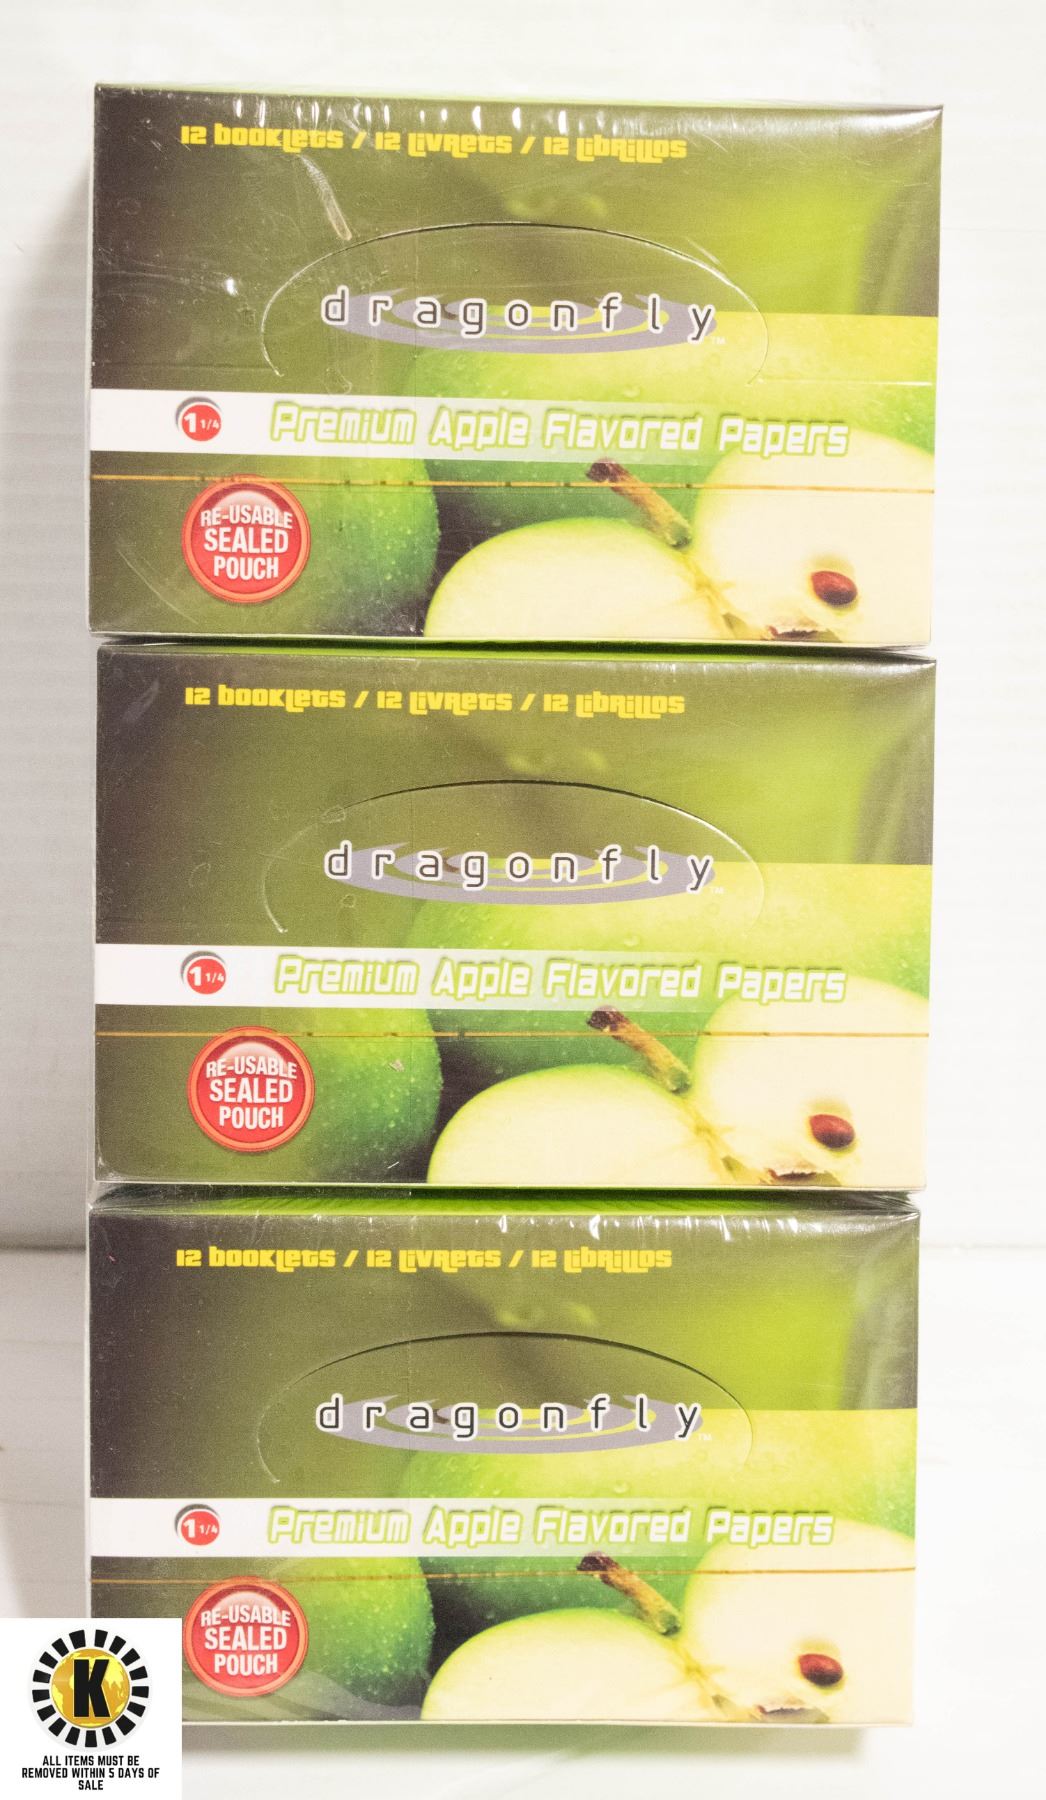 12 booklets / 12 livrets / 12 librillos
dragonfly™
1 1/4 Premium Apple Flavored Papers
RE-USABLE
SEALED
POUCH
12 booklets / 12 livrets / 12 librillos
dragonfly™
1 1/4 Premium Apple Flavored Papers
RE-USABLE
SEALED
POUCH
12 booklets / 12 livrets / 12 librillos
dragonfly™
1 1/4 Premium Apple Flavored Papers
RE-USABLE
SEALED
POUCH
K
ALL ITEMS MUST BE
REMOVED WITHIN 5 DAYS OF
SALE